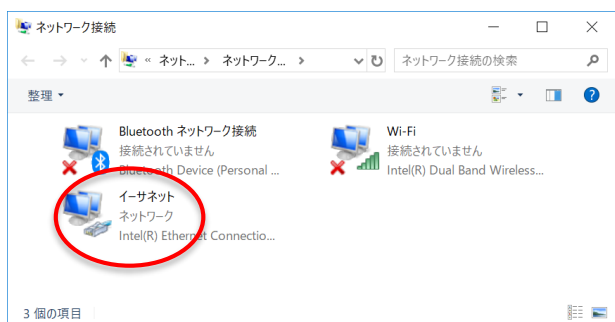 ネットワーク接続
« ネット... › ネットワーク... ›
ネットワーク接続の検索
整理
Bluetooth ネットワーク接続
接続されていません
Bluetooth Device (Personal ...
Wi-Fi
接続されていません
Intel(R) Dual Band Wireless...
イーサネット
ネットワーク
Intel(R) Ethernet Connectio...
3 個の項目